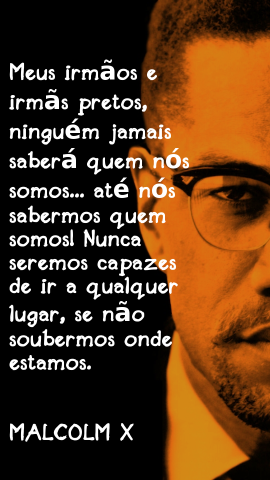 Meus irmãos e
irmãs pretos,
ninguém jamais
saberá quem nós
somos... até nós
sabermos quem
somos! Nunca
seremos capazes
de ir a qualquer
lugar, se não
soubermos onde
estamos.
MALCOLM X